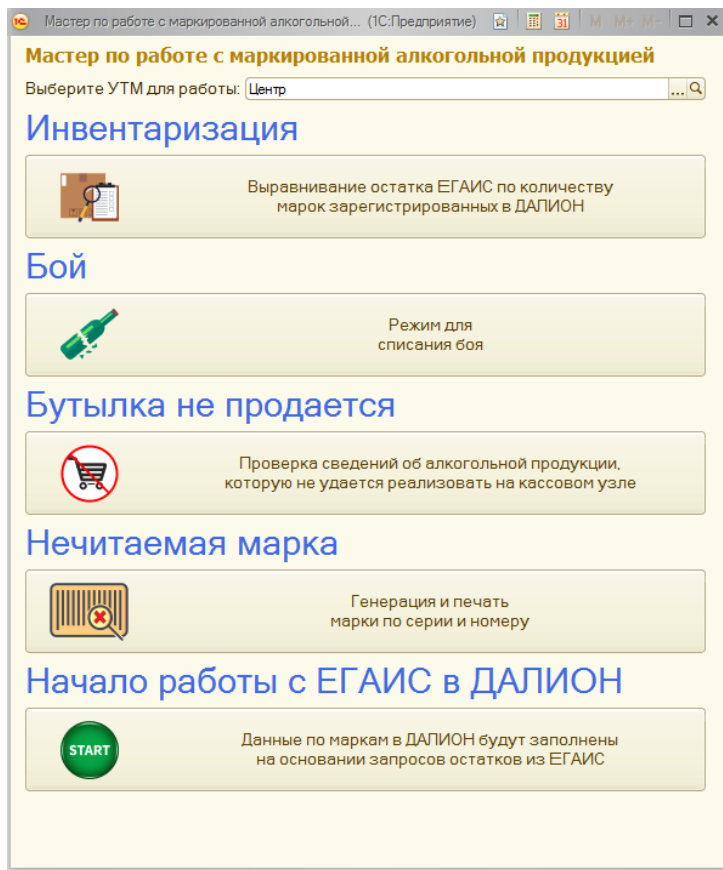 Мастер по работе с маркированной алкогольной... (1С:Предприятие) 31 M M+ M-
Мастер по работе с маркированной алкогольной продукцией
Выберите УТМ для работы: Центр ...
Инвентаризация
Выравнивание остатка ЕГАИС по количеству
марок зарегистрированных в ДАЛИОН
Бой
Режим для
списания боя
Бутылка не продается
Проверка сведений об алкогольной продукции,
которую не удается реализовать на кассовом узле
Нечитаемая марка
Генерация и печать
марки по серии и номеру
Начало работы с ЕГАИС в ДАЛИОН
START
Данные по маркам в ДАЛИОН будут заполнены
на основании запросов остатков из ЕГАИС